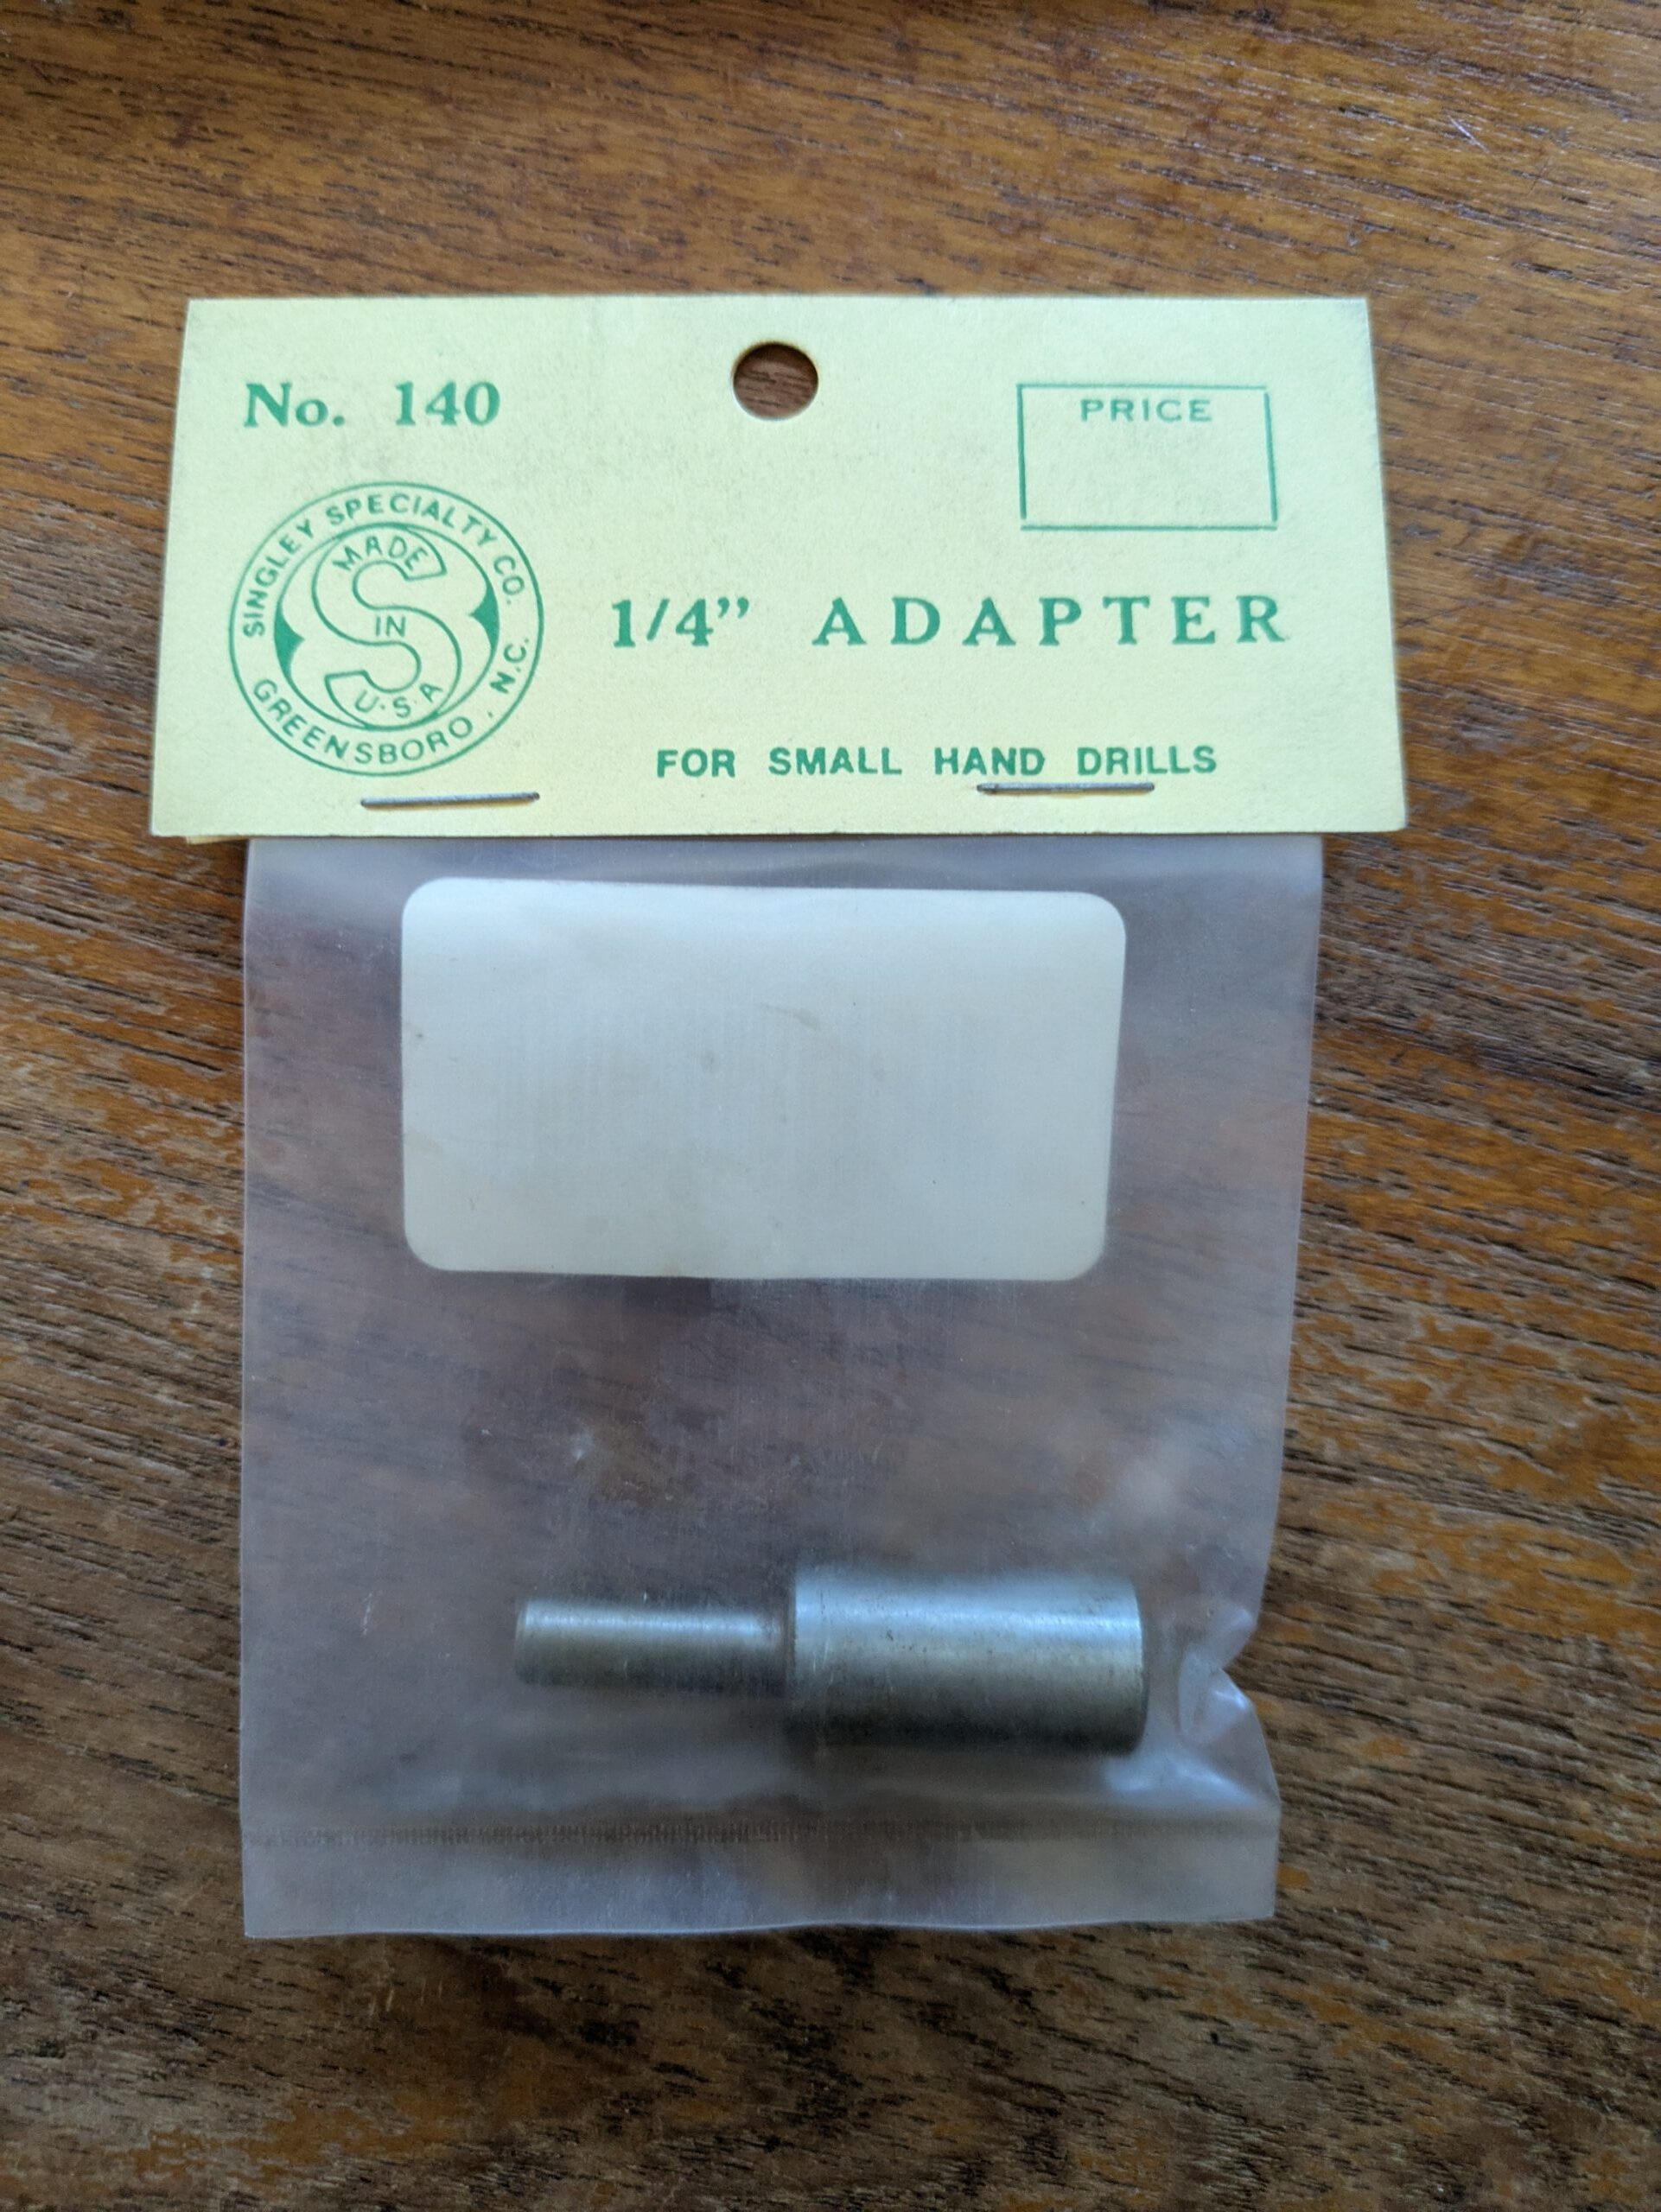 No. 140
PRICE
SINGLEY SPECIALTY CO.
GREENSBORO, N.C.
MADE
IN
U·S·A
1/4” ADAPTER
FOR SMALL HAND DRILLS